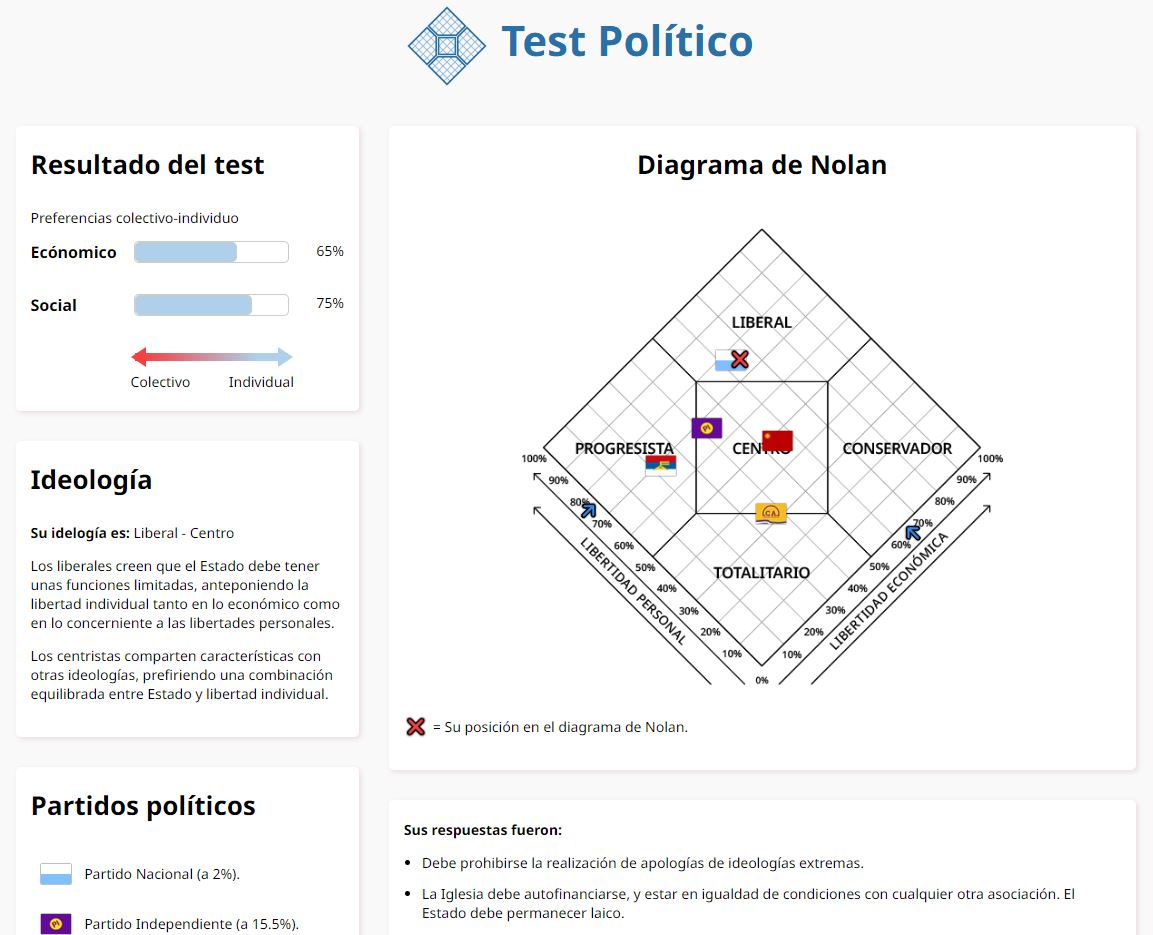 Test Político
Resultado del test
Preferencias colectivo-individuo
Ecónomico 65%
Social 75%
Colectivo Individual
Ideología
Su idelogía es: Liberal - Centro
Los liberales creen que el Estado debe tener
unas funciones limitadas, anteponiendo la
libertad individual tanto en lo económico como
en lo concerniente a las libertades personales.
Los centristas comparten características con
otras ideologías, prefiriendo una combinación
equilibrada entre Estado y libertad individual.
Partidos políticos
Partido Nacional (a 2%).
Partido Independiente (a 15.5%).
Diagrama de Nolan
LIBERAL
PROGRESISTA
CENTRO
CONSERVADOR
CA
TOTALITARIO
100%
90%
80%
70%
60%
50%
40%
30%
20%
10%
0%
LIBERTIDAD PERSONAL
100%
90%
80%
70%
60%
50%
40%
30%
20%
10%
LIBERTIDAD ECONÓMICA
= Su posición en el diagrama de Nolan.
Sus respuestas fueron:
Debe prohibirse la realización de apologías de ideologías extremas.
La Iglesia debe autofinanciarse, y estar en igualdad de condiciones con cualquier otra asociación. El
Estado debe permanecer laico.